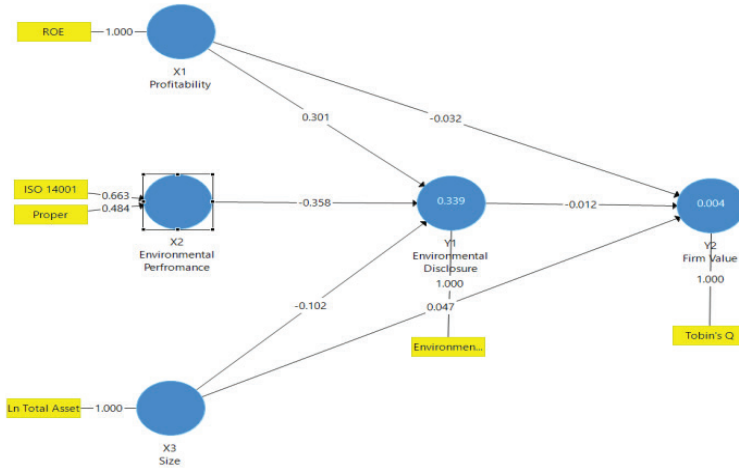 ROE
1.000
X1
Profitability
0.301
-0.032
ISO 14001
0.663
Proper
0.484
-0.358
0.339
-0.012
0.004
X2
Environmental
Perfromance
Y1
Environmental
Disclosure
Y2
Firm Value
1.000
1.000
-0.102
0.047
Environmen...
Tobin's Q
Ln Total Asset
1.000
X3
Size